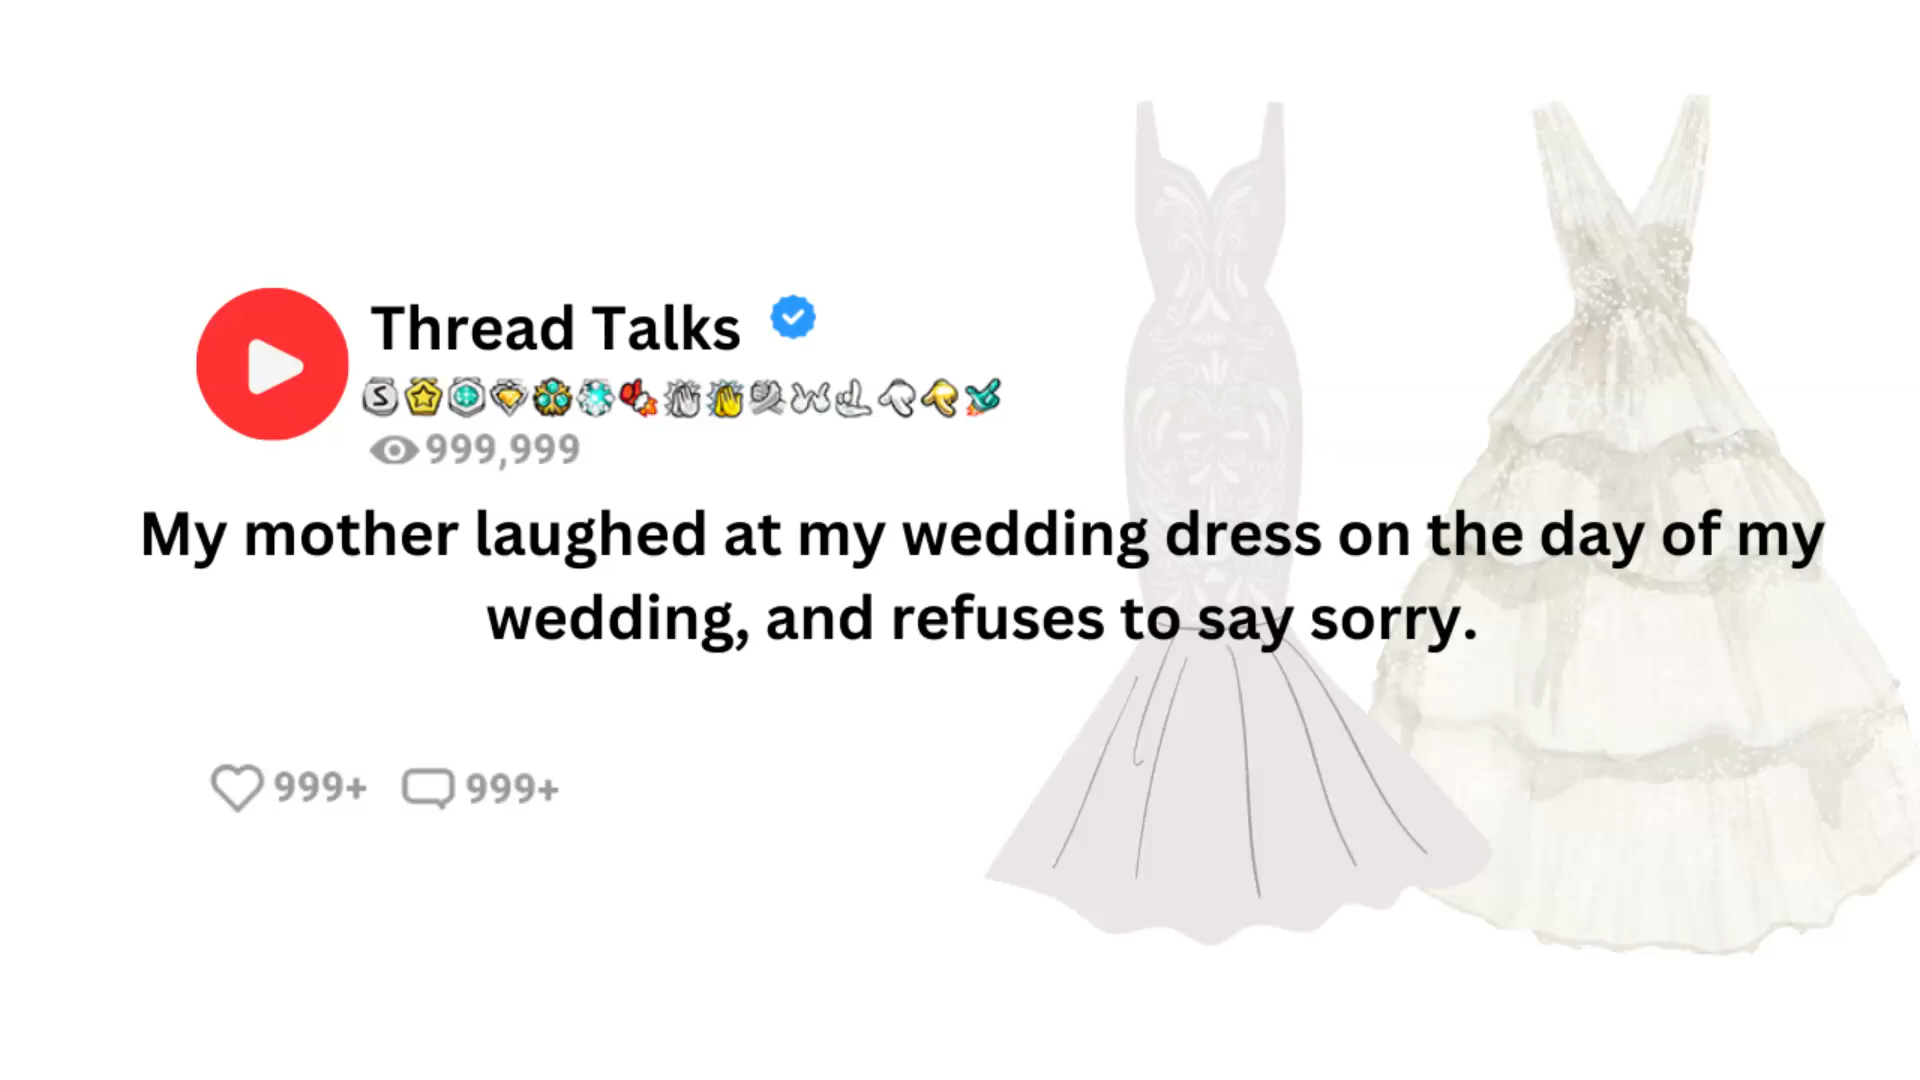 Thread Talks
S
999,999
My mother laughed at my wedding dress on the day of my
wedding, and refuses to say sorry.
999+ 999+